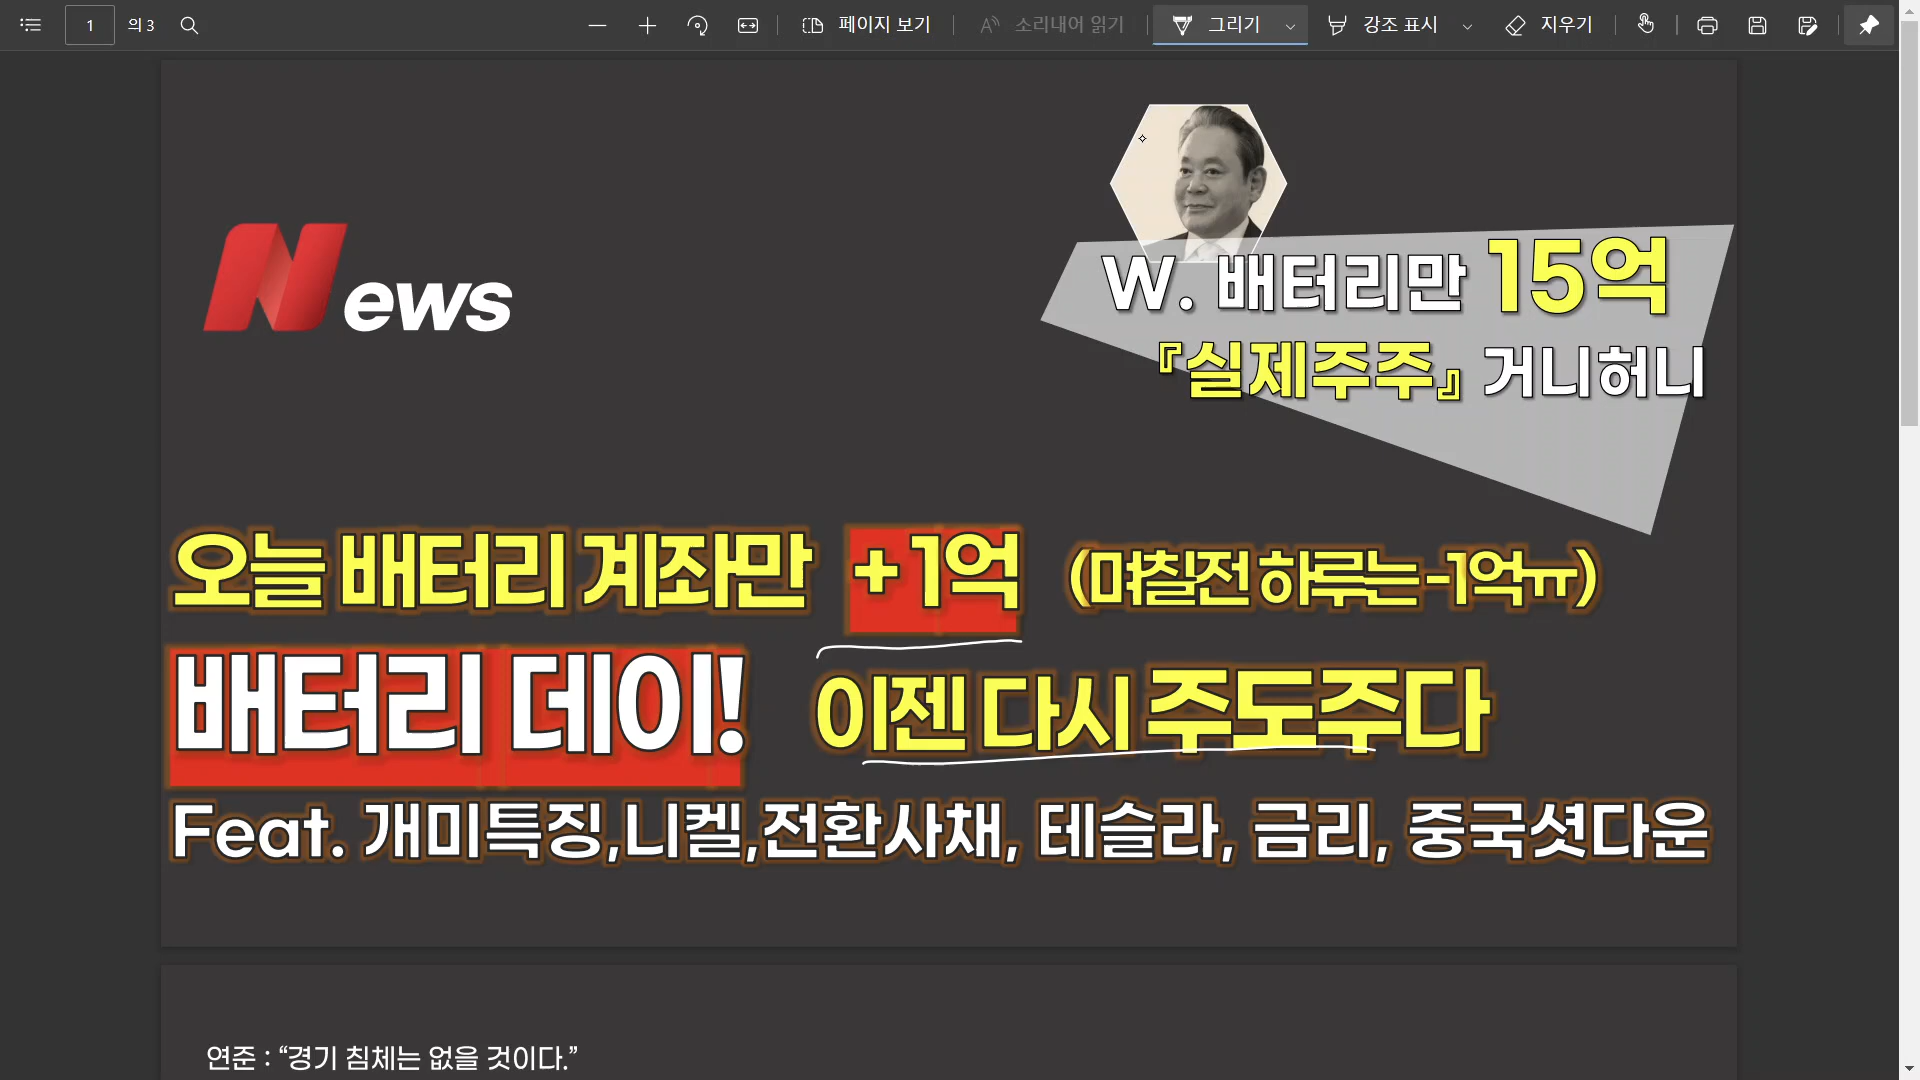 1 의 3 페이지 보기 소리내어 읽기 그리기 강조 표시 지우기
News
W. 배터리만 15억
『실제주주』 거니허니
오늘 배터리 계좌만 +1억 (며칠전 하루는 -1억ㅠ)
배터리 데이! 이젠 다시 주도주다
Feat. 개미특징,니켈,전환사채, 테슬라, 금리, 중국셧다운
연준 : “경기 침체는 없을 것이다.”